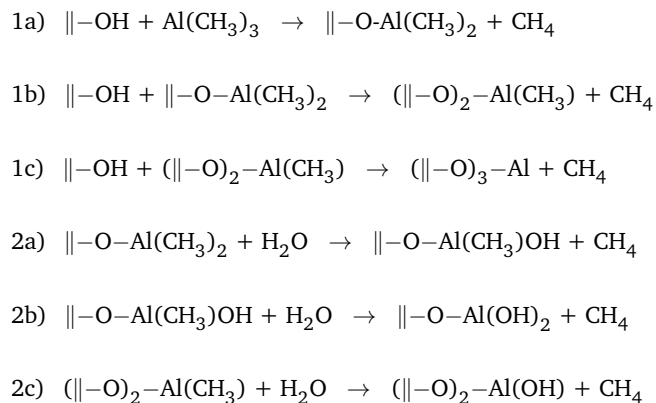 1a) ‖−OH + Al(CH₃)₃ → ‖−O-Al(CH₃)₂ + CH₄
1b) ‖−OH + ‖−O−Al(CH₃)₂ → (‖−O)₂−Al(CH₃) + CH₄
1c) ‖−OH + (‖−O)₂−Al(CH₃) → (‖−O)₃−Al + CH₄
2a) ‖−O−Al(CH₃)₂ + H₂O → ‖−O−Al(CH₃)OH + CH₄
2b) ‖−O−Al(CH₃)OH + H₂O → ‖−O−Al(OH)₂ + CH₄
2c) (‖−O)₂−Al(CH₃) + H₂O → (‖−O)₂−Al(OH) + CH₄